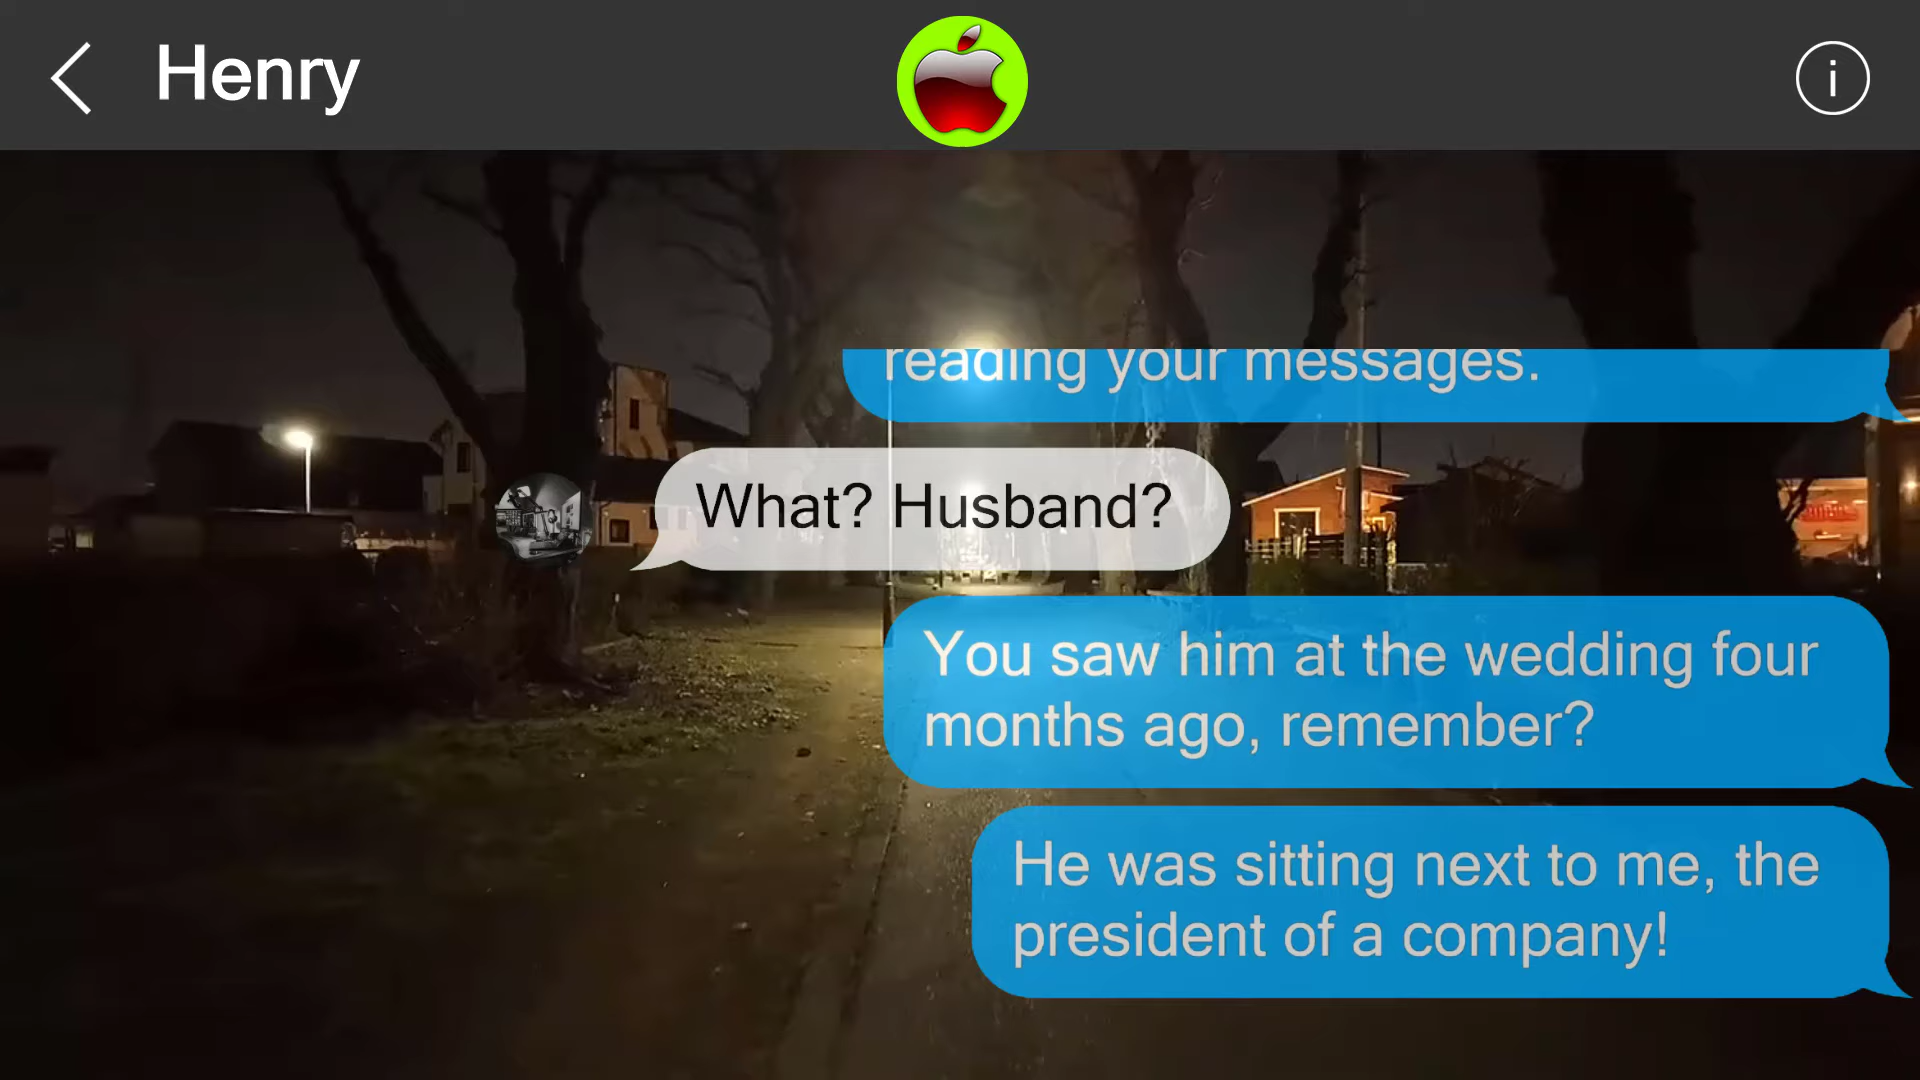 Henry
i
reading your messages.
What? Husband?
You saw him at the wedding four
months ago, remember?
He was sitting next to me, the
president of a company!